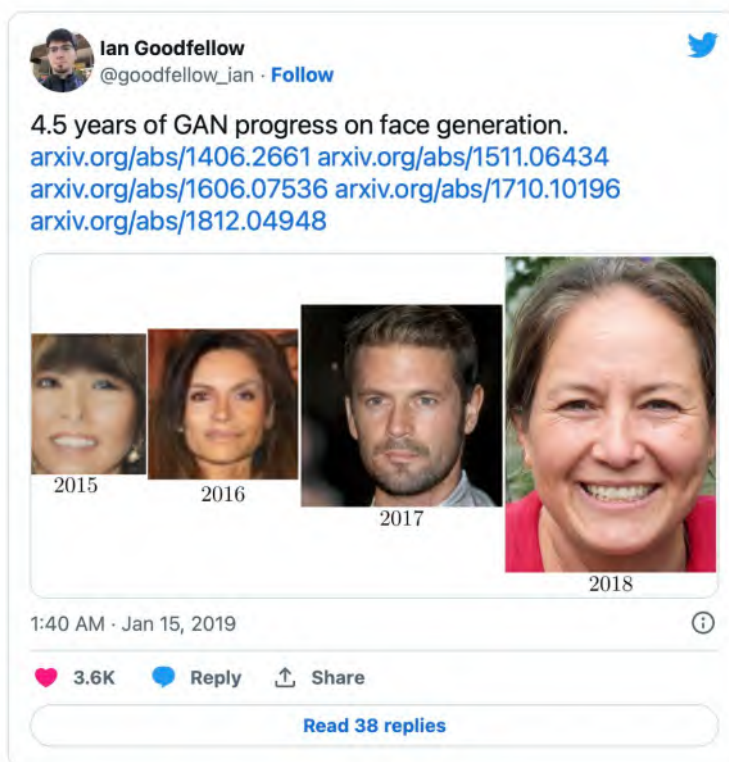 Ian Goodfellow
@goodfellow_ian · Follow
4.5 years of GAN progress on face generation.
arxiv.org/abs/1406.2661 arxiv.org/abs/1511.06434
arxiv.org/abs/1606.07536 arxiv.org/abs/1710.10196
arxiv.org/abs/1812.04948
2015
2016
2017
2018
1:40 AM · Jan 15, 2019
3.6K Reply Share
Read 38 replies